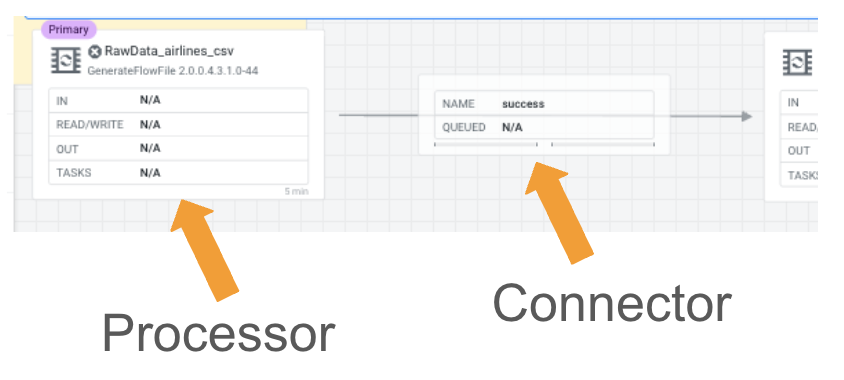 Primary
RawData_airlines_csv
GenerateFlowFile 2.0.0.4.3.1.0-44
IN N/A
READ/WRITE N/A
OUT N/A
TASKS N/A
5 min
NAME success
QUEUED N/A
IN
READ
OUT
TASKS
Processor
Connector